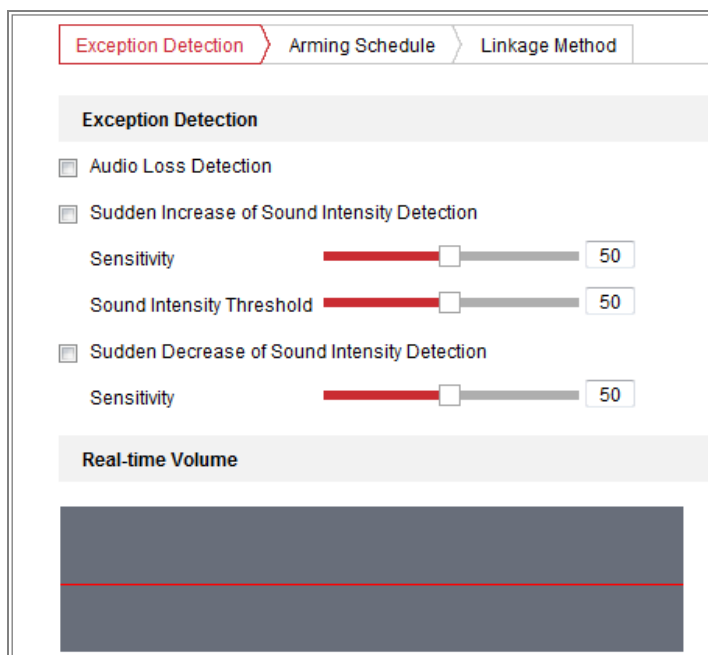 Exception Detection Arming Schedule Linkage Method
Exception Detection
Audio Loss Detection
Sudden Increase of Sound Intensity Detection
Sensitivity 50
Sound Intensity Threshold 50
Sudden Decrease of Sound Intensity Detection
Sensitivity 50
Real-time Volume